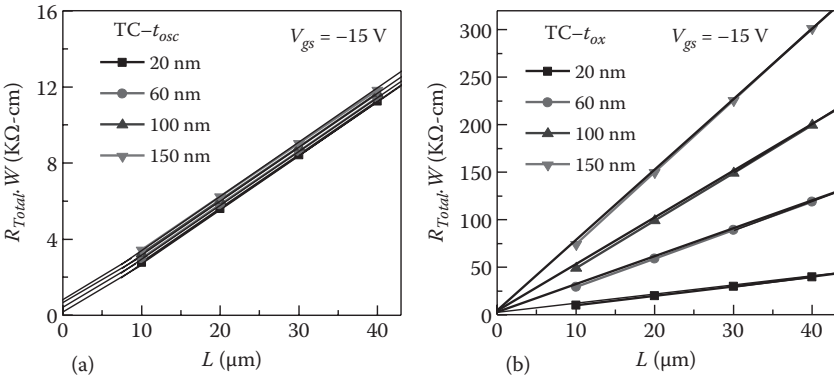 16
12
8
4
0
R_Total· W (KΩ-cm)
TC–t_osc
V_gs = –15 V
20 nm
60 nm
100 nm
150 nm
0 10 20 30 40
(a)
L (μm)
300
250
200
150
100
50
0
R_Total· W (KΩ-cm)
TC–t_ox
V_gs = –15 V
20 nm
60 nm
100 nm
150 nm
0 10 20 30 40
(b)
L (μm)